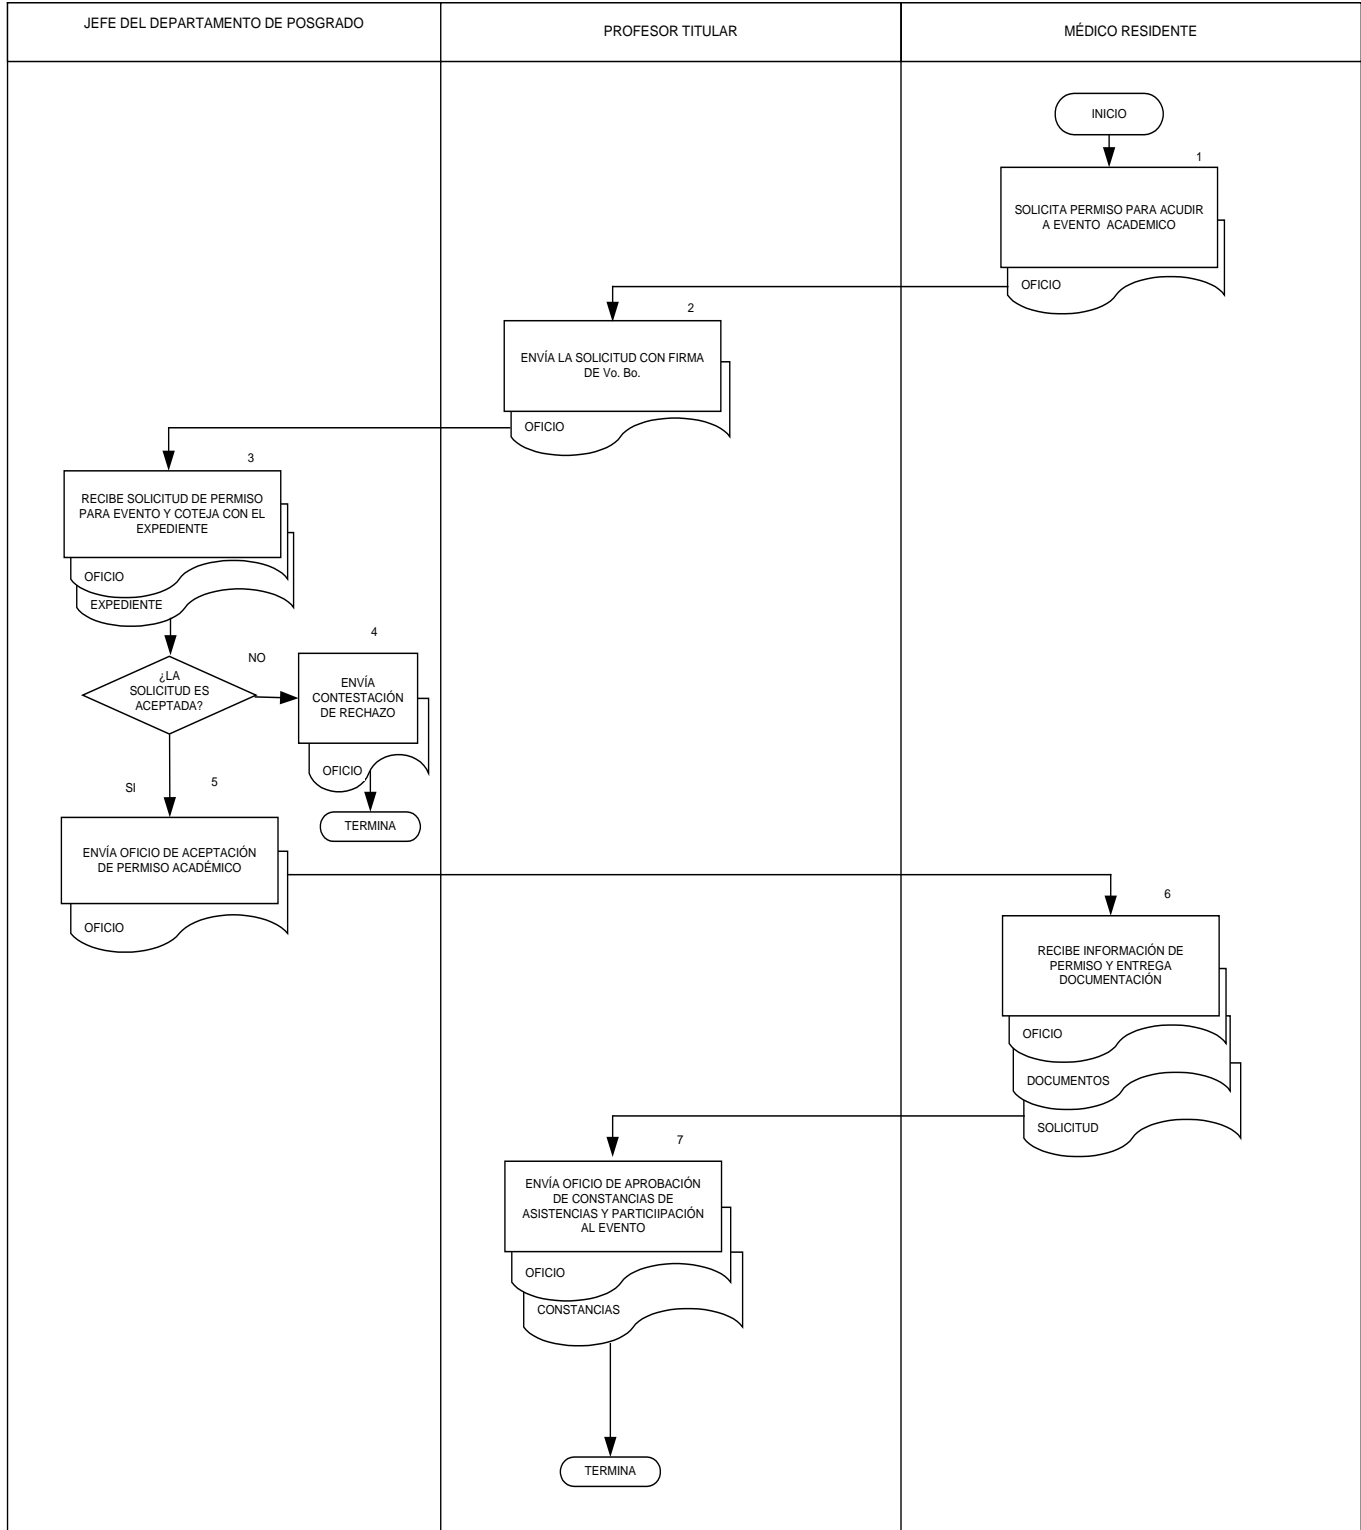 JEFE DEL DEPARTAMENTO DE POSGRADO
PROFESOR TITULAR
MÉDICO RESIDENTE
INICIO
1
SOLICITA PERMISO PARA ACUDIR
A EVENTO ACADEMICO
OFICIO
2
ENVÍA LA SOLICITUD CON FIRMA
DE Vo. Bo.
OFICIO
3
RECIBE SOLICITUD DE PERMISO
PARA EVENTO Y COTEJA CON EL
EXPEDIENTE
OFICIO
EXPEDIENTE
¿LA
SOLICITUD ES
ACEPTADA?
NO
4
ENVÍA
CONTESTACIÓN
DE RECHAZO
OFICIO
TERMINA
SI
5
ENVÍA OFICIO DE ACEPTACIÓN
DE PERMISO ACADÉMICO
OFICIO
6
RECIBE INFORMACIÓN DE
PERMISO Y ENTREGA
DOCUMENTACIÓN
OFICIO
DOCUMENTOS
SOLICITUD
7
ENVÍA OFICIO DE APROBACIÓN
DE CONSTANCIAS DE
ASISTENCIAS Y PARTICIIPACIÓN
AL EVENTO
OFICIO
CONSTANCIAS
TERMINA